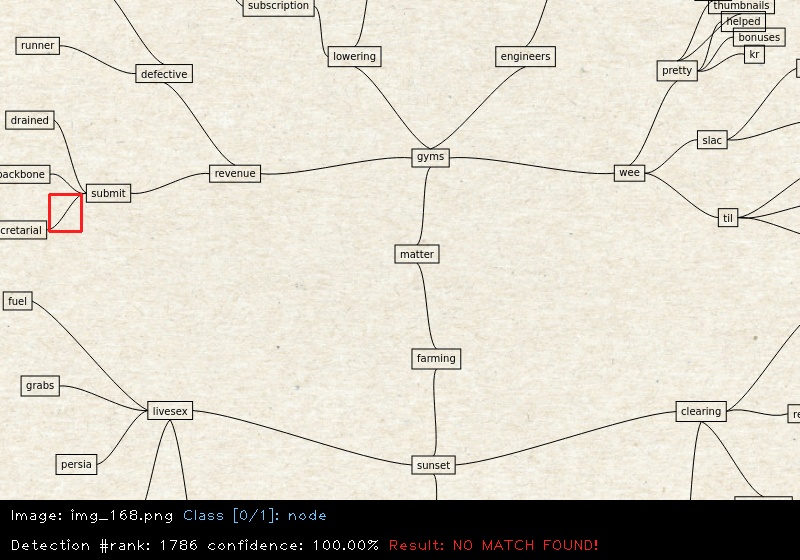 thumbnails
subscription
helped
bonuses
runner
lowering
engineers
kr
defective
pretty
drained
slac
gyms
backbone
revenue
wee
submit
til
cretarial
matter
fuel
farming
grabs
livesex
clearing
re
persia
sunset
Image: img_168.png Class [0/1]: node
Detection #rank: 1786 confidence: 100.00% Result: NO MATCH FOUND!